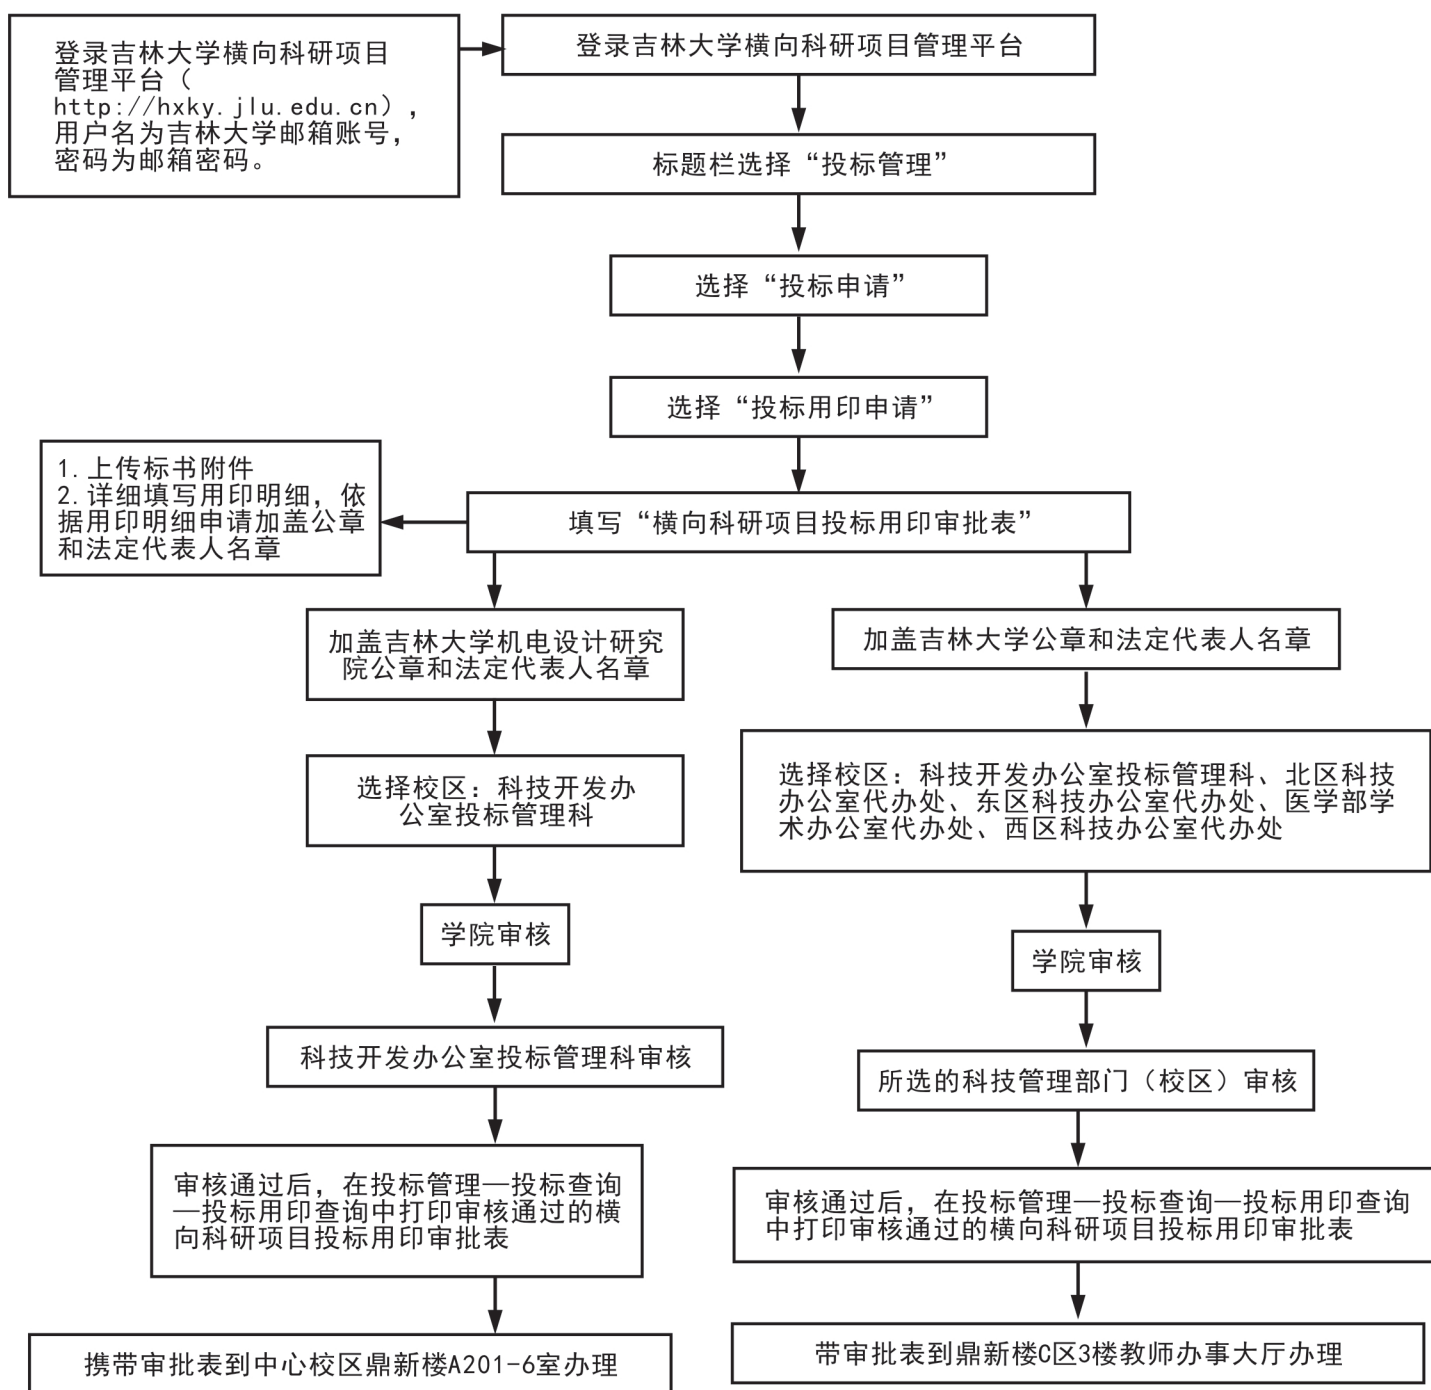 登录吉林大学横向科研项目
管理平台（
http://hxky.jlu.edu.cn），
用户名为吉林大学邮箱账号，
密码为邮箱密码。
登录吉林大学横向科研项目管理平台
标题栏选择“投标管理”
选择“投标申请”
选择“投标用印申请”
1.上传标书附件
2.详细填写用印明细，依
据用印明细申请加盖公章
和法定代表人名章
填写“横向科研项目投标用印审批表”
加盖吉林大学机电设计研究
院公章和法定代表人名章
选择校区：科技开发办
公室投标管理科
学院审核
科技开发办公室投标管理科审核
审核通过后，在投标管理—投标查询
—投标用印查询中打印审核通过的横
向科研项目投标用印审批表
携带审批表到中心校区鼎新楼A201-6室办理
加盖吉林大学公章和法定代表人名章
选择校区：科技开发办公室投标管理科、北区科技
办公室代办处、东区科技办公室代办处、医学部学
术办公室代办处、西区科技办公室代办处
学院审核
所选的科技管理部门（校区）审核
审核通过后，在投标管理—投标查询—投标用印查询
中打印审核通过的横向科研项目投标用印审批表
带审批表到鼎新楼C区3楼教师办事大厅办理